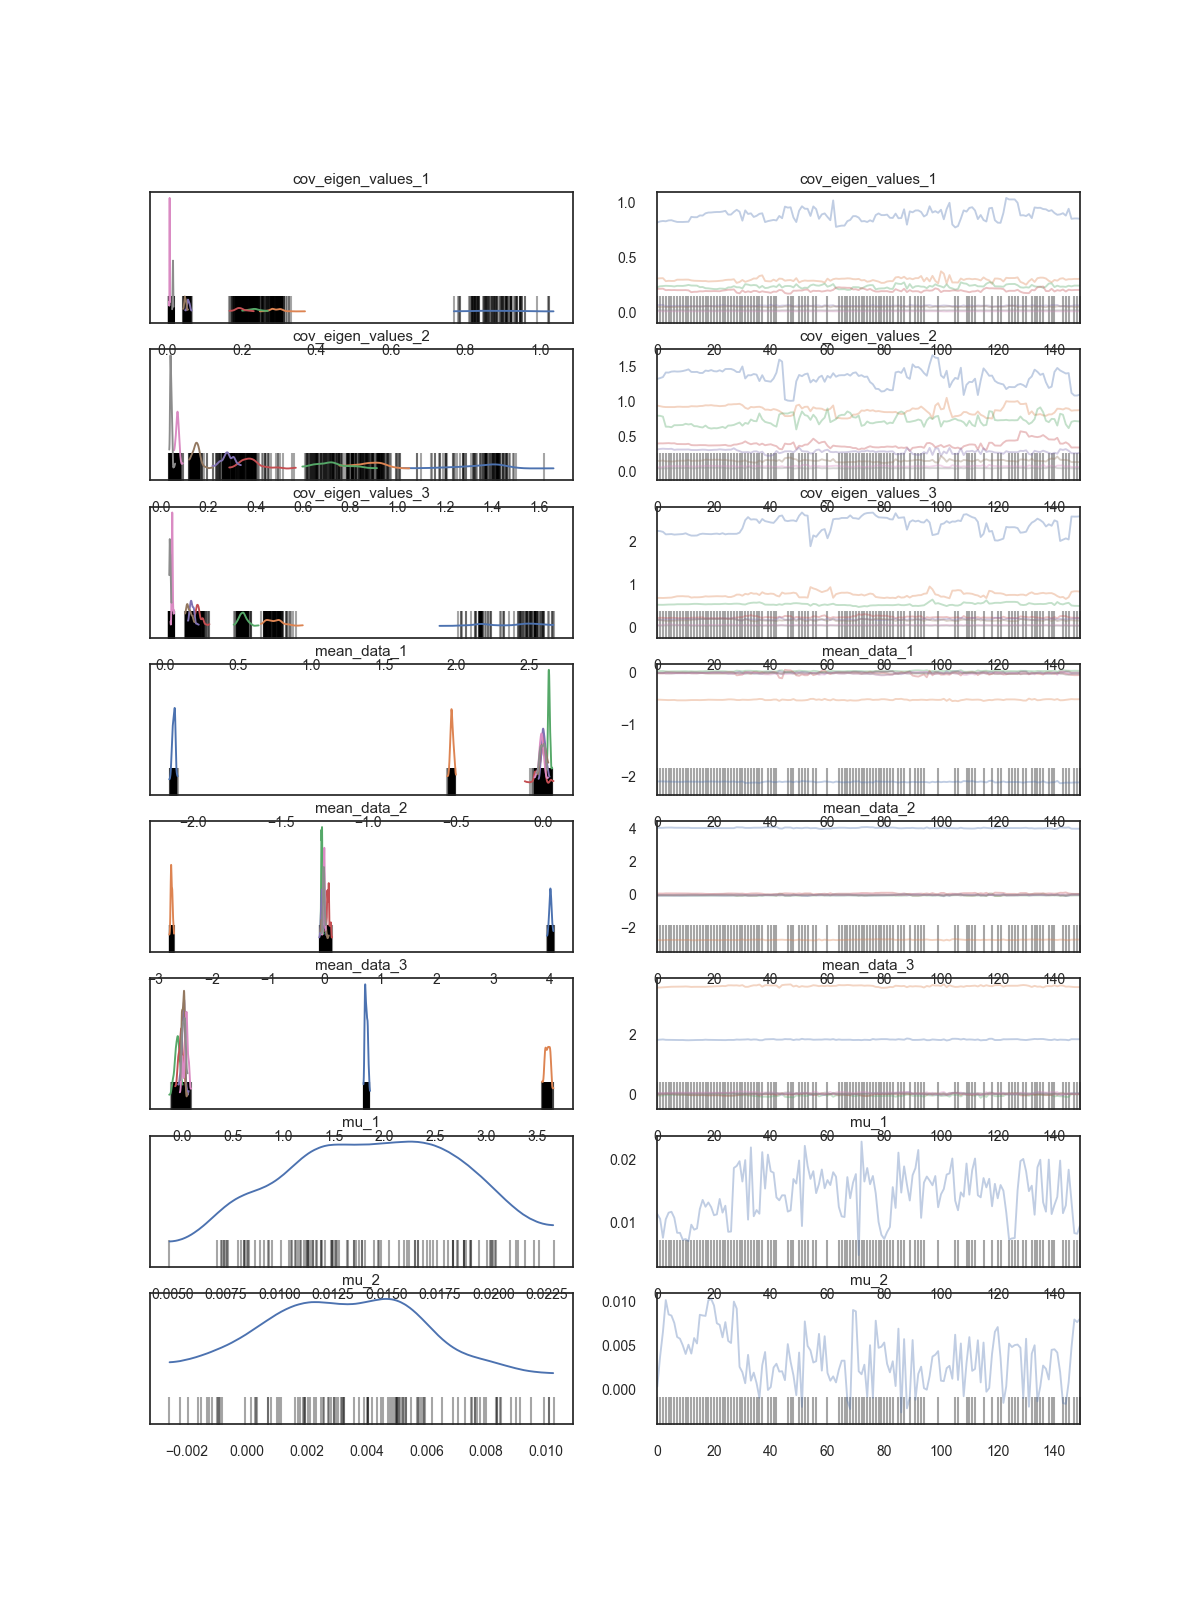 cov_eigen_values_1 cov_eigen_values_1
1.0
0.5
0.0
cov_eigen_values_2 cov_eigen_values_2
0.0 0.2 0.4 0.6 0.8 1.0 0 20 40 60 80 100 120 140
1.5
1.0
0.5
0.0
cov_eigen_values_3 cov_eigen_values_3
0.0 0.2 0.4 0.6 0.8 1.0 1.2 1.4 1.6 0 20 40 60 80 100 120 140
2
1
0
mean_data_1 mean_data_1
0.0 0.5 1.0 1.5 2.0 2.5 0 20 40 60 80 100 120 140
0
−1
−2
mean_data_2 mean_data_2
−2.0 −1.5 −1.0 −0.5 0.0 0 20 40 60 80 100 120 140
4
2
0
−2
mean_data_3 mean_data_3
−3 −2 −1 0 1 2 3 4 0 20 40 60 80 100 120 140
2
0
mu_1 mu_1
0.0 0.5 1.0 1.5 2.0 2.5 3.0 3.5 0 20 40 60 80 100 120 140
0.02
0.01
mu_2 mu_2
0.0050 0.0075 0.0100 0.0125 0.0150 0.0175 0.0200 0.0225 0 20 40 60 80 100 120 140
0.010
0.005
0.000
−0.002 0.000 0.002 0.004 0.006 0.008 0.010 0 20 40 60 80 100 120 140